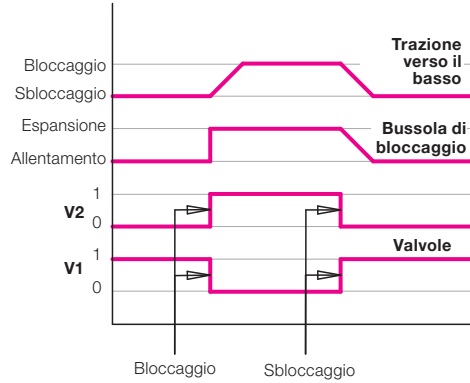 Trazione
verso il
basso
Bloccaggio
Sbloccaggio
Espansione
Bussola di
bloccaggio
Allentamento
1
V2
0
Valvole
1
V1
0
Bloccaggio
Sbloccaggio